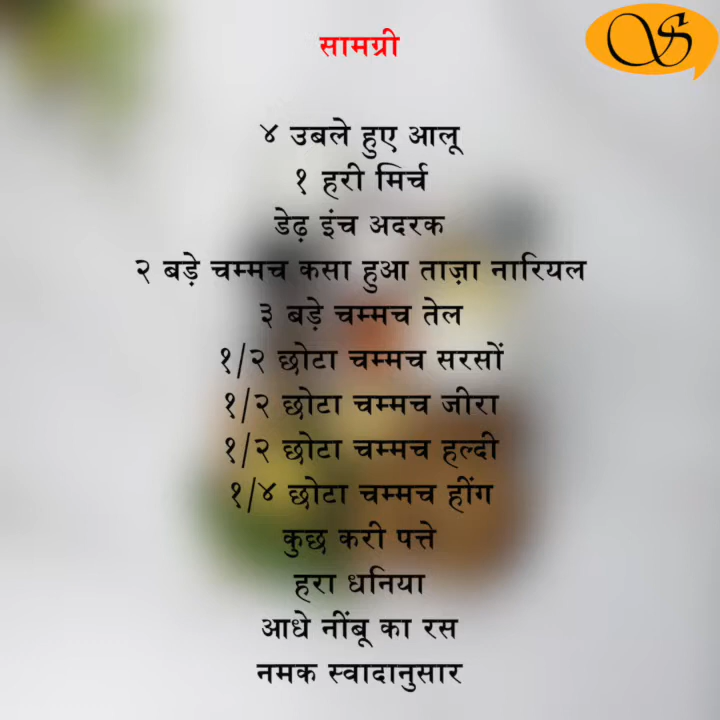 सामग्री
४ उबले हुए आलू
१ हरी मिर्च
डेढ़ इंच अदरक
२ बड़े चम्मच कसा हुआ ताज़ा नारियल
३ बड़े चम्मच तेल
१/२ छोटा चम्मच सरसों
१/२ छोटा चम्मच जीरा
१/२ छोटा चम्मच हल्दी
१/४ छोटा चम्मच हींग
कुछ करी पत्ते
हरा धनिया
आधे नींबू का रस
नमक स्वादानुसार